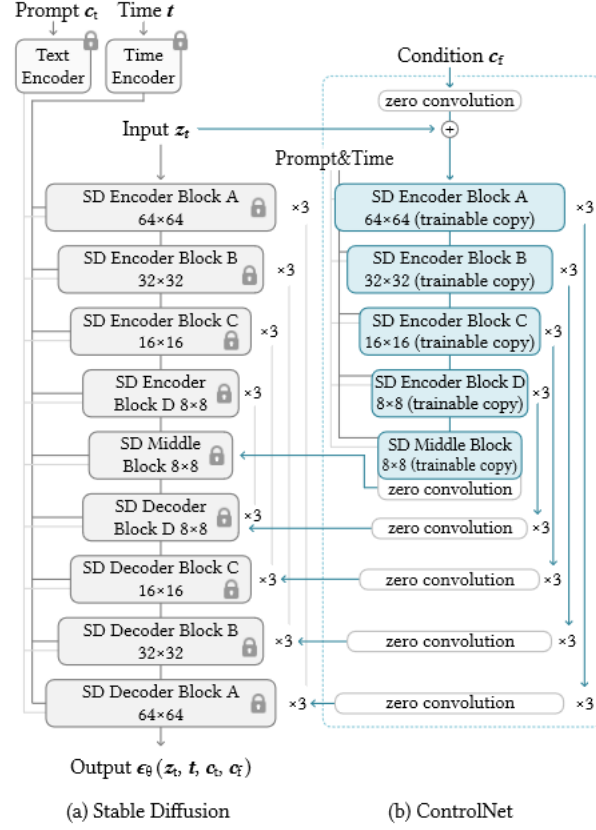 Prompt cₜ
Time t
Text
Encoder
Time
Encoder
Input zₜ
SD Encoder Block A
64×64
×3
SD Encoder Block B
32×32
×3
SD Encoder Block C
16×16
×3
SD Encoder
Block D 8×8
×3
SD Middle
Block 8×8
SD Decoder
Block D 8×8
×3
SD Decoder Block C
16×16
×3
SD Decoder Block B
32×32
×3
SD Decoder Block A
64×64
×3
Output ϵθ(zₜ, t, cₜ, c_f)
(a) Stable Diffusion
Condition c_f
zero convolution
+
Prompt&Time
SD Encoder Block A
64×64 (trainable copy)
×3
SD Encoder Block B
32×32 (trainable copy)
×3
SD Encoder Block C
16×16 (trainable copy)
×3
SD Encoder Block D
8×8 (trainable copy)
×3
SD Middle Block
8×8 (trainable copy)
zero convolution
zero convolution
×3
zero convolution
×3
zero convolution
×3
zero convolution
×3
(b) ControlNet